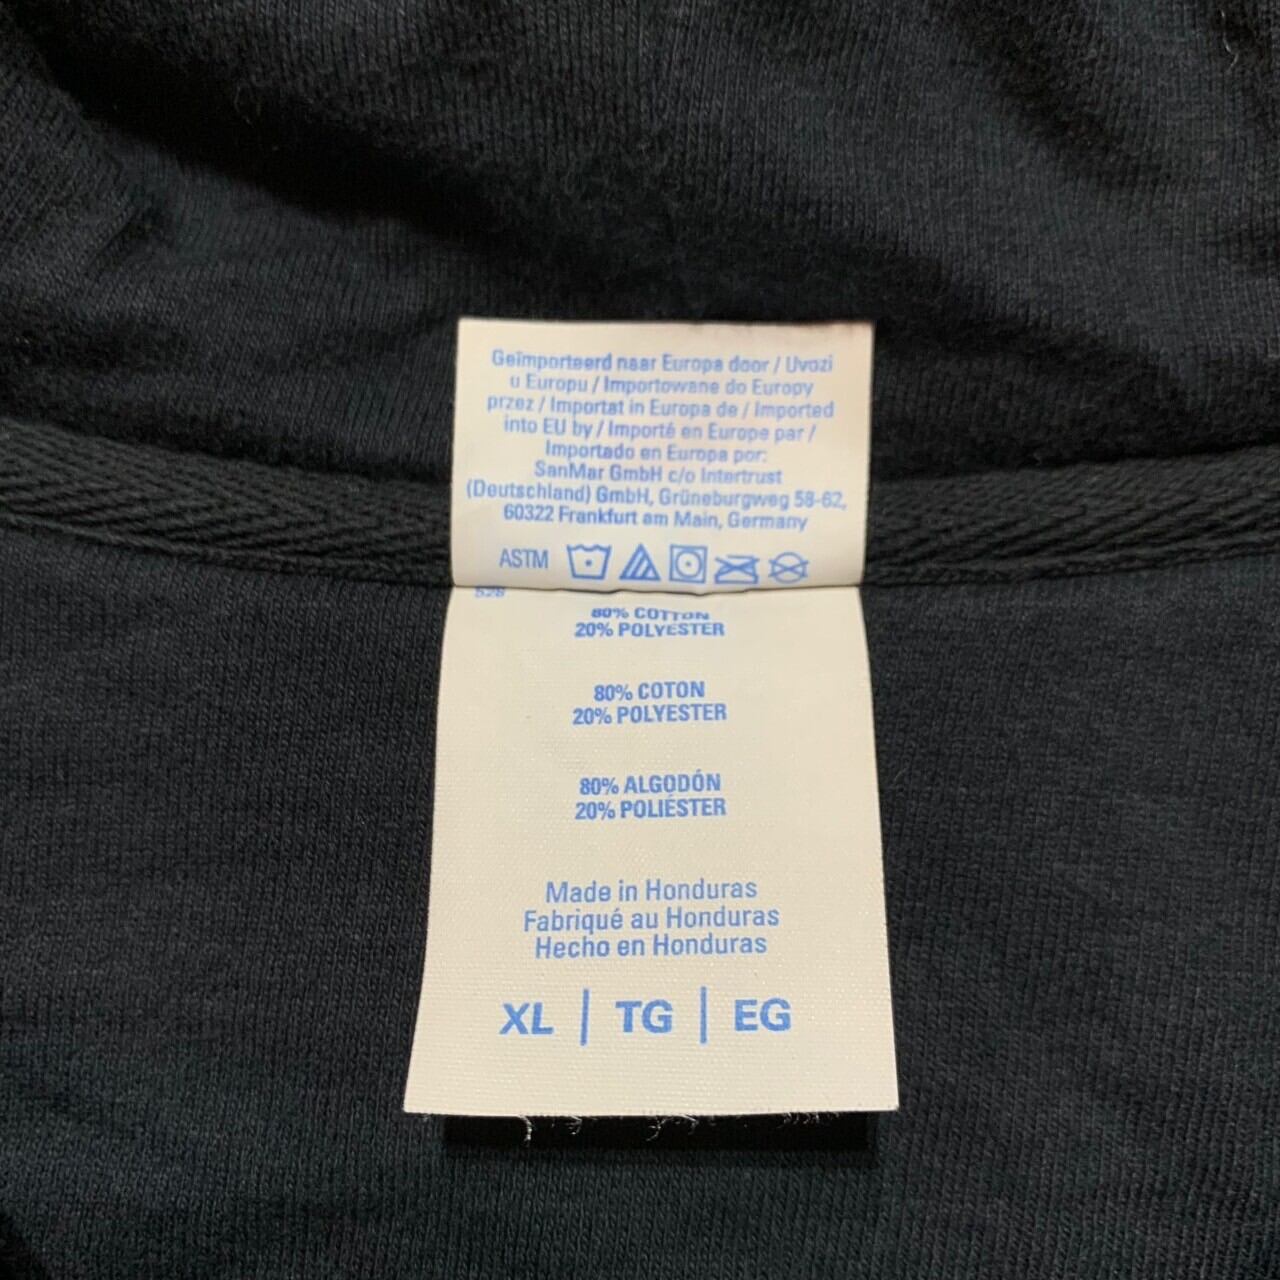 Geïmporteerd naar Europa door / Uvozi
u Europu / Importowane do Europy
przez / Importat in Europa de / Imported
into EU by / Importé en Europe par /
Importado en Europa por:
SanMar GmbH c/o Intertrust
(Deutschland) GmbH, Grüneburgweg 58-62,
60322 Frankfurt am Main, Germany
ASTM
528
80% COTTON
20% POLYESTER
80% COTON
20% POLYESTER
80% ALGODÓN
20% POLIÉSTER
Made in Honduras
Fabriqué au Honduras
Hecho en Honduras
XL | TG | EG